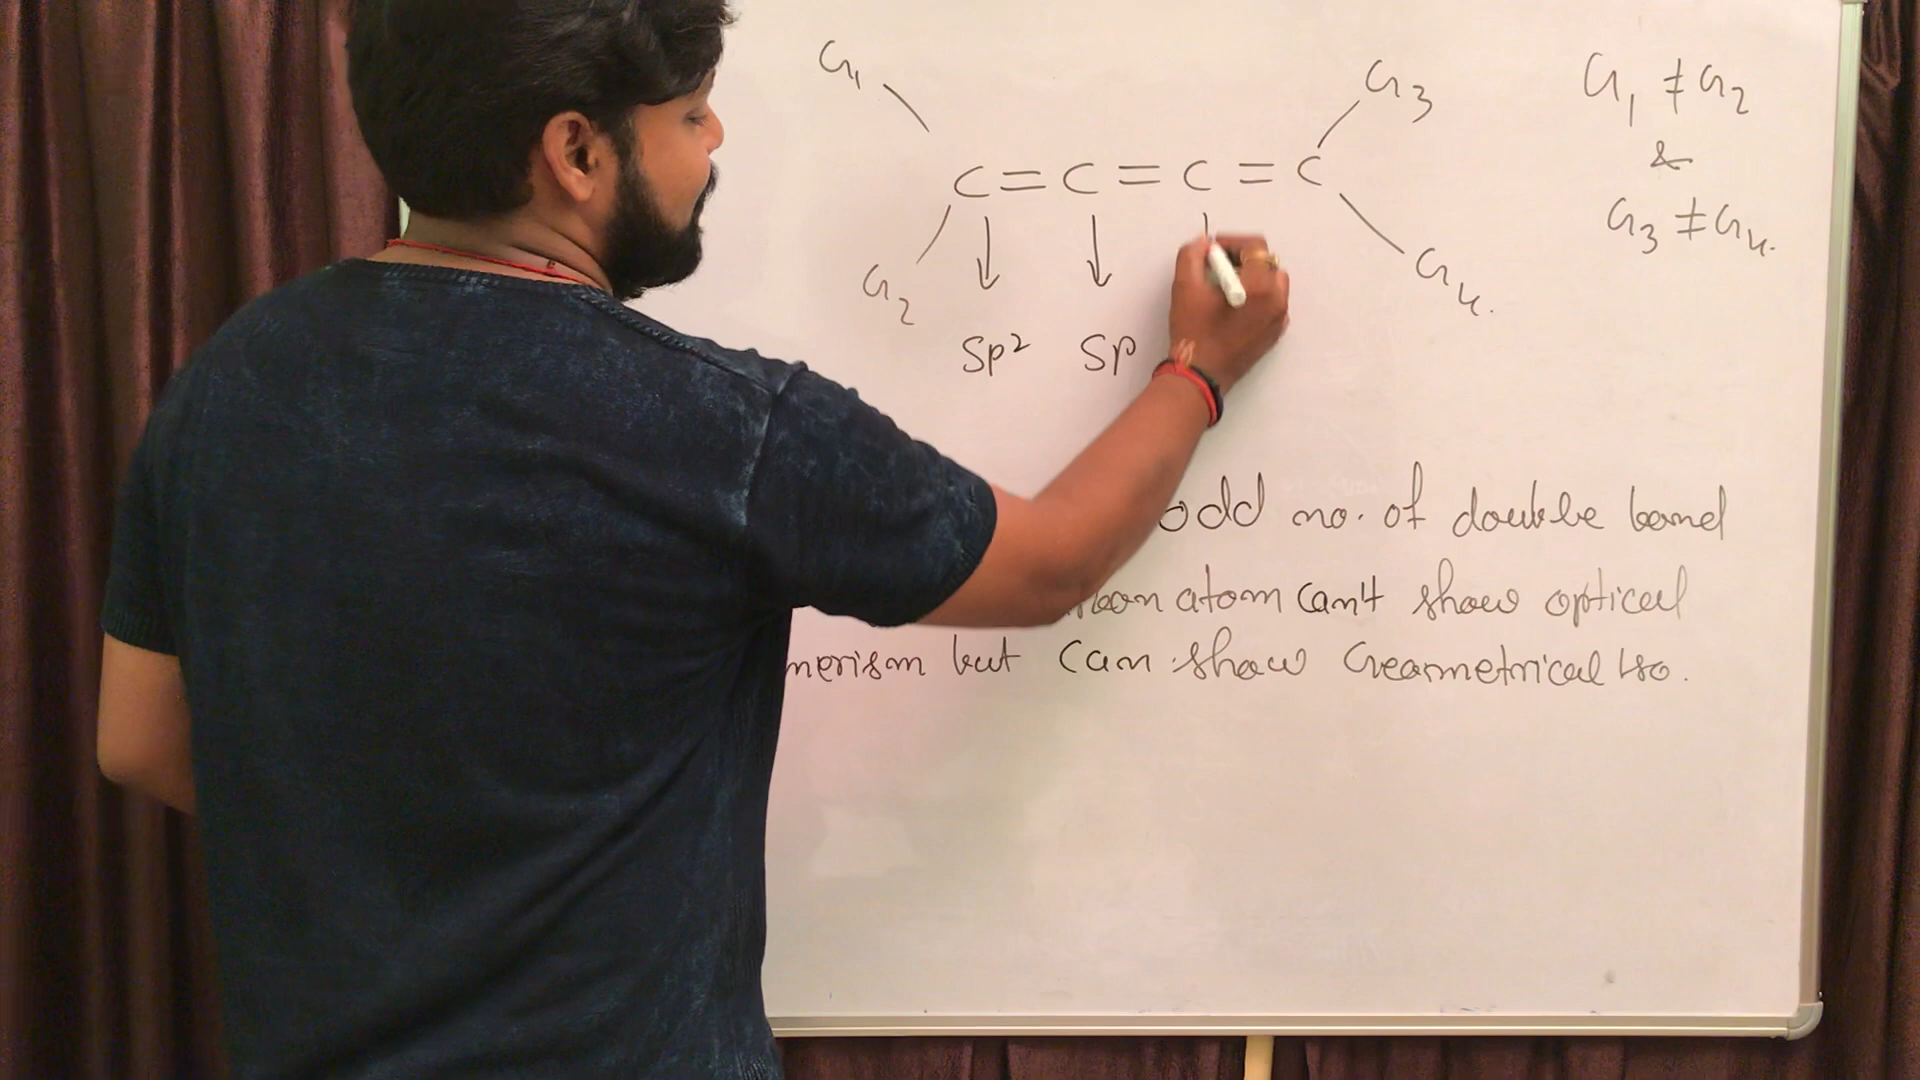 G1
G3
G1 ≠ G2
&
G3 ≠ G4.
C = C = C = C
G2
G4.
Sp² Sp
odd no. of double bond
atom can't show optical
merism but can show Geometrical Iso.